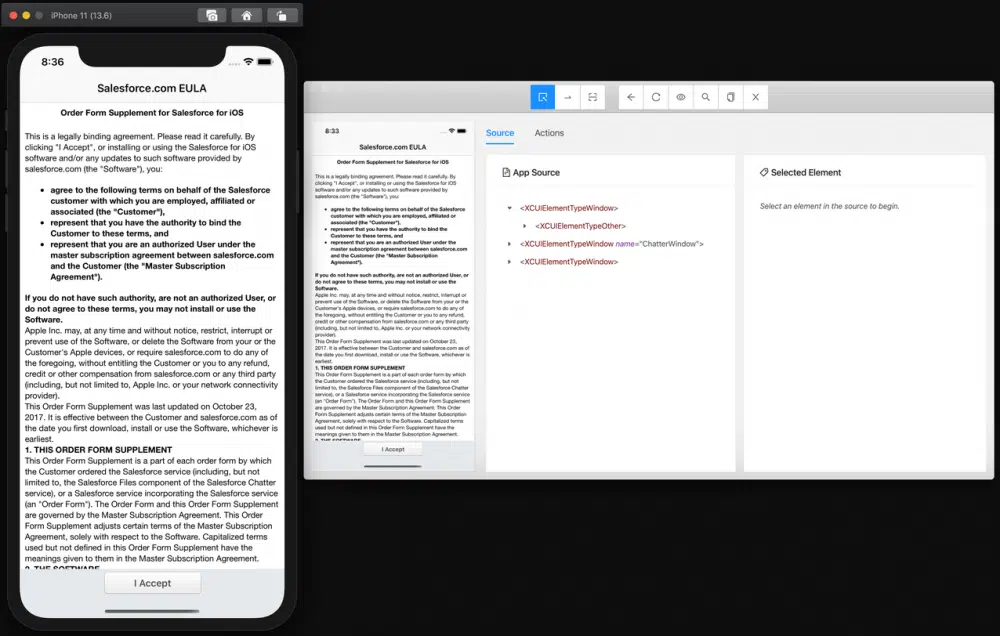 iPhone 11 (13.6)
8:36
Salesforce.com EULA
Order Form Supplement for Salesforce for iOS
This is a legally binding agreement. Please read it carefully. By
clicking "I Accept", or installing or using the Salesforce for iOS
software and/or any updates to such software provided by
salesforce.com (the "Software"), you:
• agree to the following terms on behalf of the Salesforce
customer with which you are employed, affiliated or
associated (the "Customer"),
• represent that you have the authority to bind the
Customer to these terms, and
• represent that you are an authorized User under the
master subscription agreement between salesforce.com
and the Customer (the "Master Subscription
Agreement").
If you do not have such authority, are not an authorized User, or
do not agree to these terms, you may not install or use the
Software.
Apple Inc. may, at any time and without notice, restrict, interrupt or
prevent use of the Software, or delete the Software from your or the
Customer's Apple devices, or require salesforce.com to do any of
the foregoing, without entitling the Customer or you to any refund,
credit or other compensation from salesforce.com or any third party
(including, but not limited to, Apple Inc. or your network connectivity
provider).
This Order Form Supplement was last updated on October 23,
2017. It is effective between the Customer and salesforce.com as of
the date you first download, install or use the Software, whichever is
earliest.
1. THIS ORDER FORM SUPPLEMENT
This Order Form Supplement is a part of each order form by which
the Customer ordered the Salesforce service (including, but not
limited to, the Salesforce Files component of the Salesforce Chatter
service), or a Salesforce service incorporating the Salesforce service
(an "Order Form"). The Order Form and this Order Form Supplement
are governed by the Master Subscription Agreement. This Order
Form Supplement adjusts certain terms of the Master Subscription
Agreement, solely with respect to the Software. Capitalized terms
used but not defined in this Order Form Supplement have the
meanings given to them in the Master Subscription Agreement.
2. THE SOFTWARE
I Accept
8:33
Salesforce.com EULA
Order Form Supplement for Salesforce for iOS
This is a legally binding agreement. Please read it carefully. By
clicking "I Accept", or installing or using the Salesforce for iOS
software and/or any updates to such software provided by
salesforce.com (the "Software"), you:
• agree to the following terms on behalf of the Salesforce
customer with which you are employed, affiliated or
associated (the "Customer"),
• represent that you have the authority to bind the
Customer to these terms, and
• represent that you are an authorized User under the
master subscription agreement between salesforce.com
and the Customer (the "Master Subscription
Agreement").
If you do not have such authority, are not an authorized User, or
do not agree to these terms, you may not install or use the
Software.
Apple Inc. may, at any time and without notice, restrict, interrupt or
prevent use of the Software, or delete the Software from your or the
Customer's Apple devices, or require salesforce.com to do any of
the foregoing, without entitling the Customer or you to any refund,
credit or other compensation from salesforce.com or any third party
(including, but not limited to, Apple Inc. or your network connectivity
provider).
This Order Form Supplement was last updated on October 23,
2017. It is effective between the Customer and salesforce.com as of
the date you first download, install or use the Software, whichever is
earliest.
1. THIS ORDER FORM SUPPLEMENT
This Order Form Supplement is a part of each order form by which
the Customer ordered the Salesforce service (including, but not
limited to, the Salesforce Files component of the Salesforce Chatter
service), or a Salesforce service incorporating the Salesforce service
(an "Order Form"). The Order Form and this Order Form Supplement
are governed by the Master Subscription Agreement. This Order
Form Supplement adjusts certain terms of the Master Subscription
Agreement, solely with respect to the Software. Capitalized terms
used but not defined in this Order Form Supplement have the
meanings given to them in the Master Subscription Agreement.
2. THE SOFTWARE
I Accept
Source Actions
App Source
<XCUIElementTypeWindow>
<XCUIElementTypeOther>
<XCUIElementTypeWindow name="ChatterWindow">
<XCUIElementTypeWindow>
Selected Element
Select an element in the source to begin.